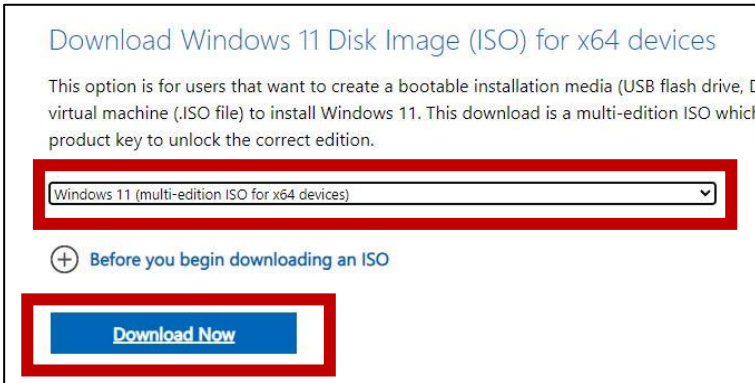 Download Windows 11 Disk Image (ISO) for x64 devices
This option is for users that want to create a bootable installation media (USB flash drive,
virtual machine (.ISO file) to install Windows 11. This download is a multi-edition ISO
product key to unlock the correct edition.
Windows 11 (multi-edition ISO for x64 devices)
Before you begin downloading an ISO
Download Now